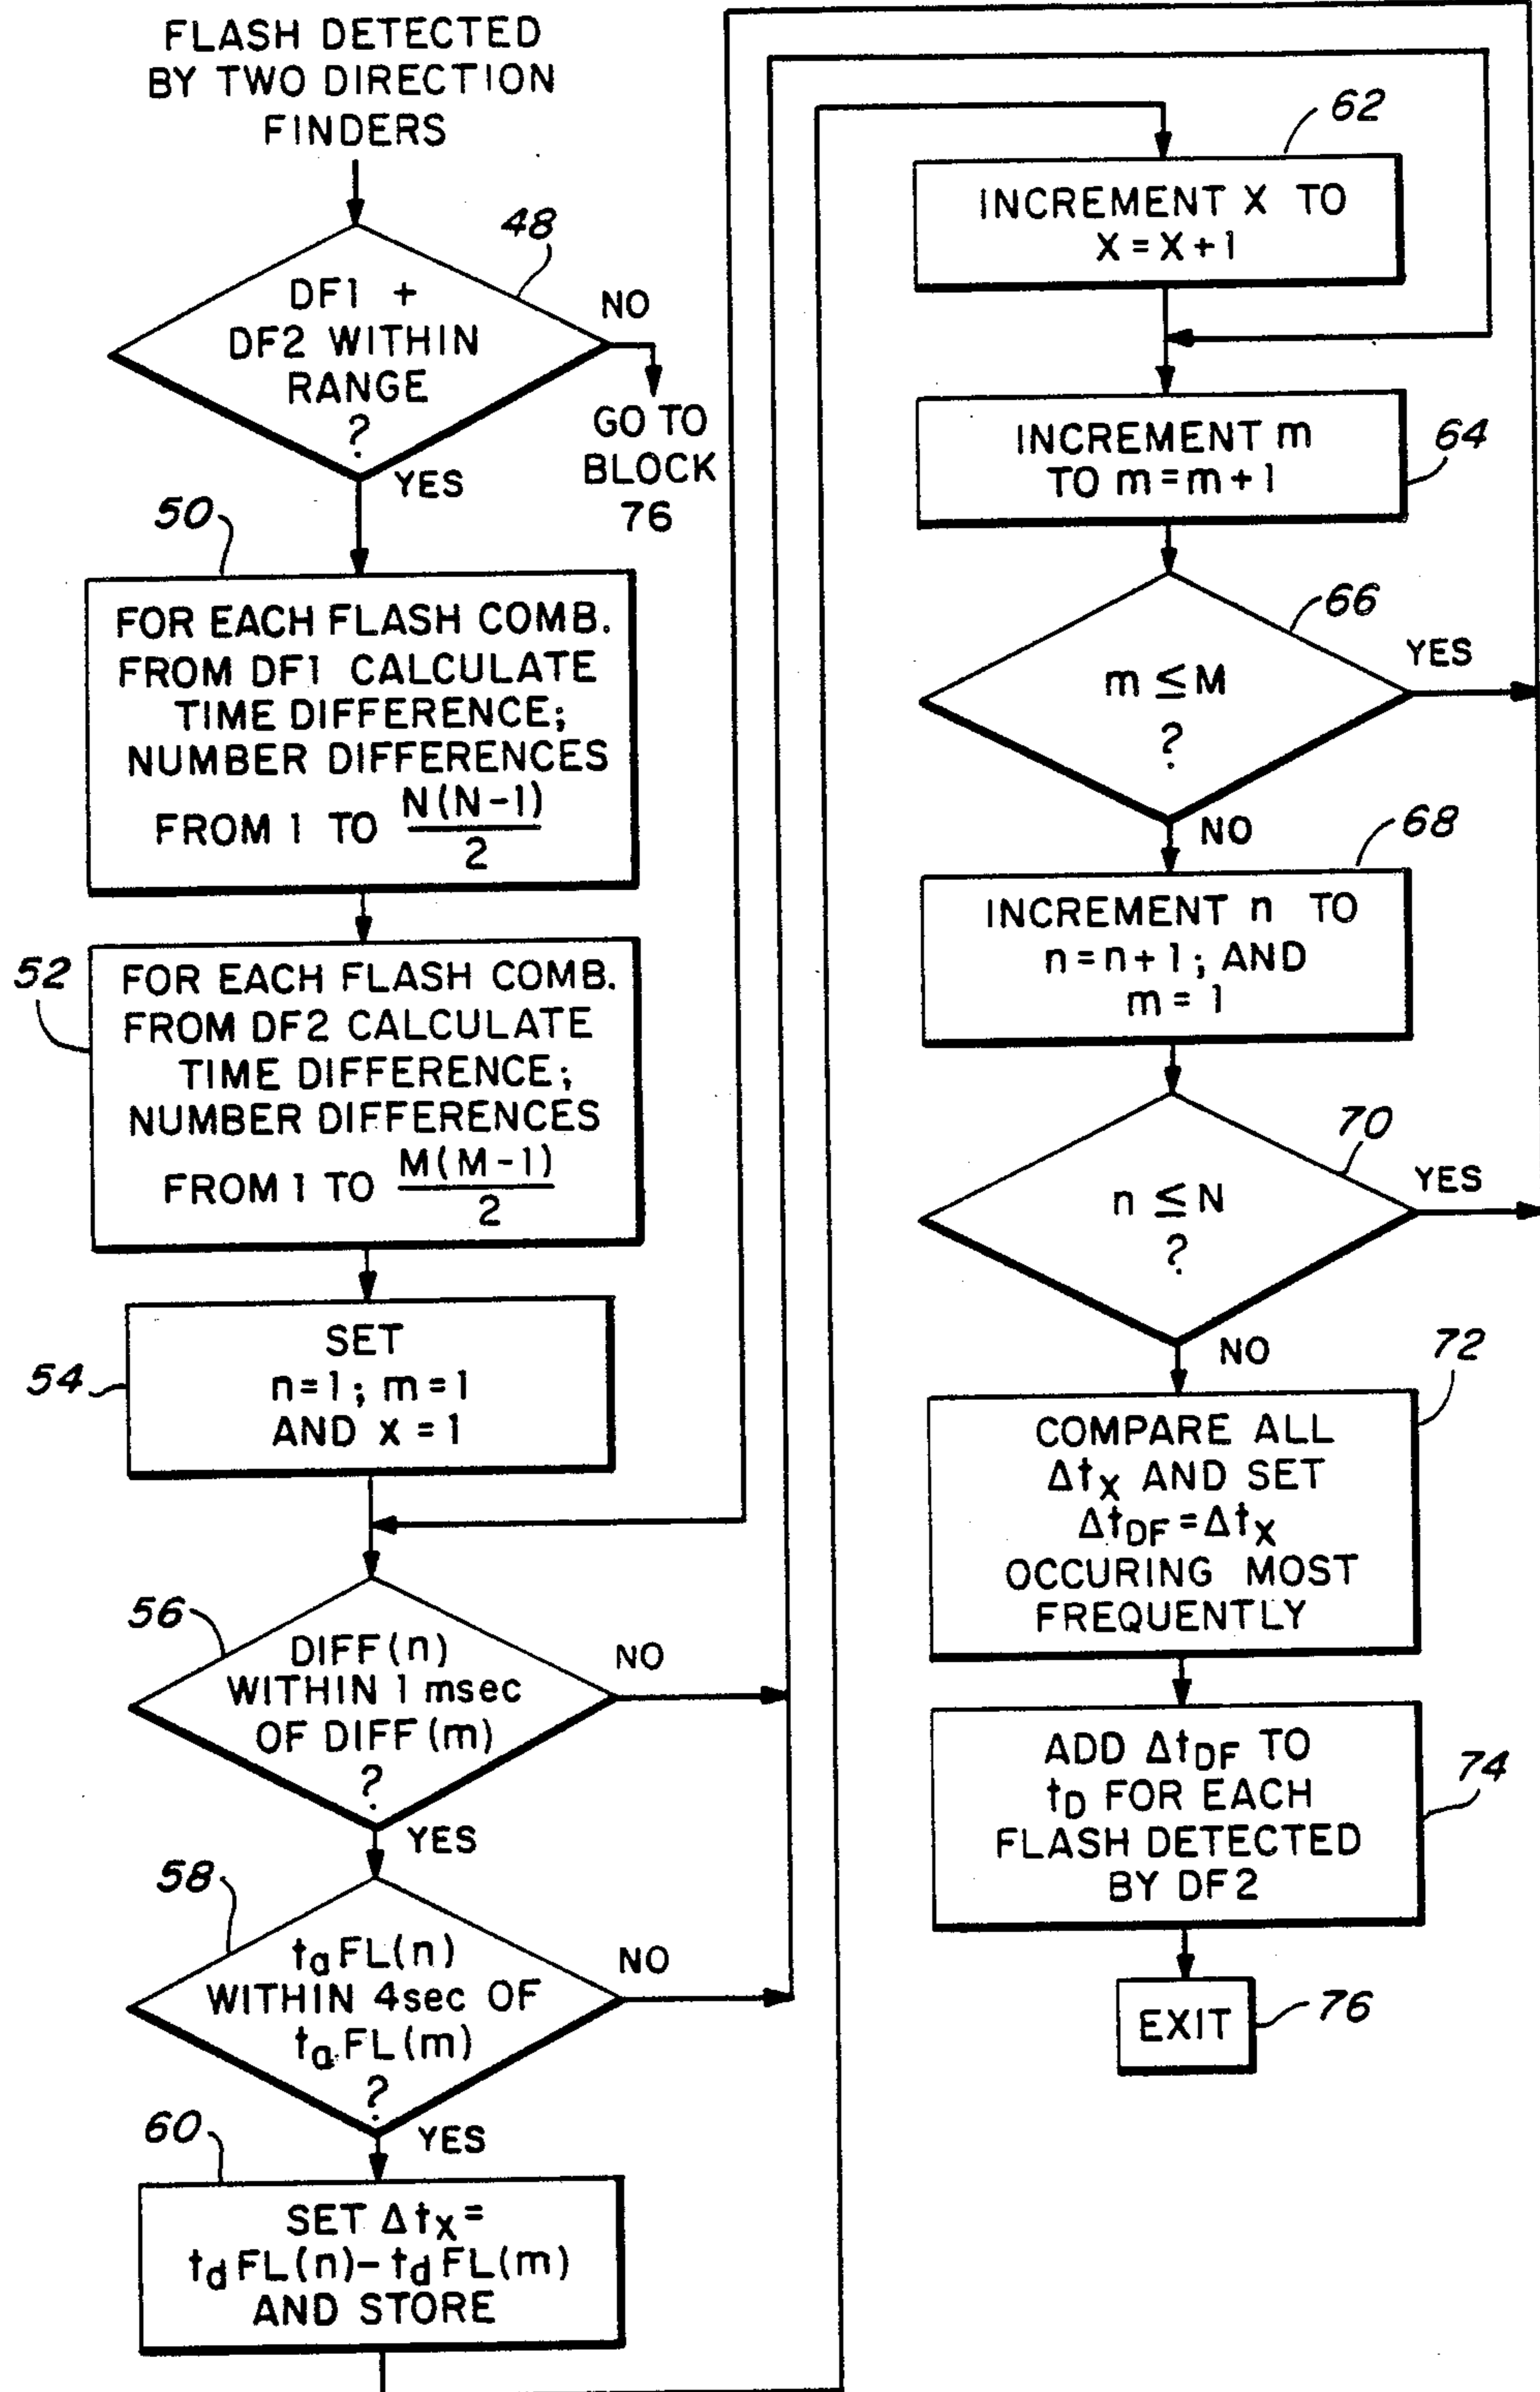 FLASH DETECTED
BY TWO DIRECTION
FINDERS
48
DF1 +
DF2 WITHIN
RANGE
?
NO
GO TO
BLOCK
76
YES
50
FOR EACH FLASH COMB.
FROM DF1 CALCULATE
TIME DIFFERENCE;
NUMBER DIFFERENCES
FROM 1 TO N(N-1)/2
52
FOR EACH FLASH COMB.
FROM DF2 CALCULATE
TIME DIFFERENCE;
NUMBER DIFFERENCES
FROM 1 TO M(M-1)/2
54
SET
n=1; m=1
AND x=1
56
DIFF(n)
WITHIN 1 msec
OF DIFF(m)
?
NO
YES
58
taFL(n)
WITHIN 4sec OF
taFL(m)
?
NO
YES
60
SET Δtx=
tdFL(n)-tdFL(m)
AND STORE
62
INCREMENT X TO
X=X+1
64
INCREMENT m
TO m=m+1
66
m ≤ M
?
YES
NO
68
INCREMENT n TO
n=n+1; AND
m=1
70
n ≤ N
?
YES
NO
72
COMPARE ALL
Δtx AND SET
ΔtDF=Δtx
OCCURING MOST
FREQUENTLY
74
ADD ΔtDF TO
tD FOR EACH
FLASH DETECTED
BY DF2
EXIT
76